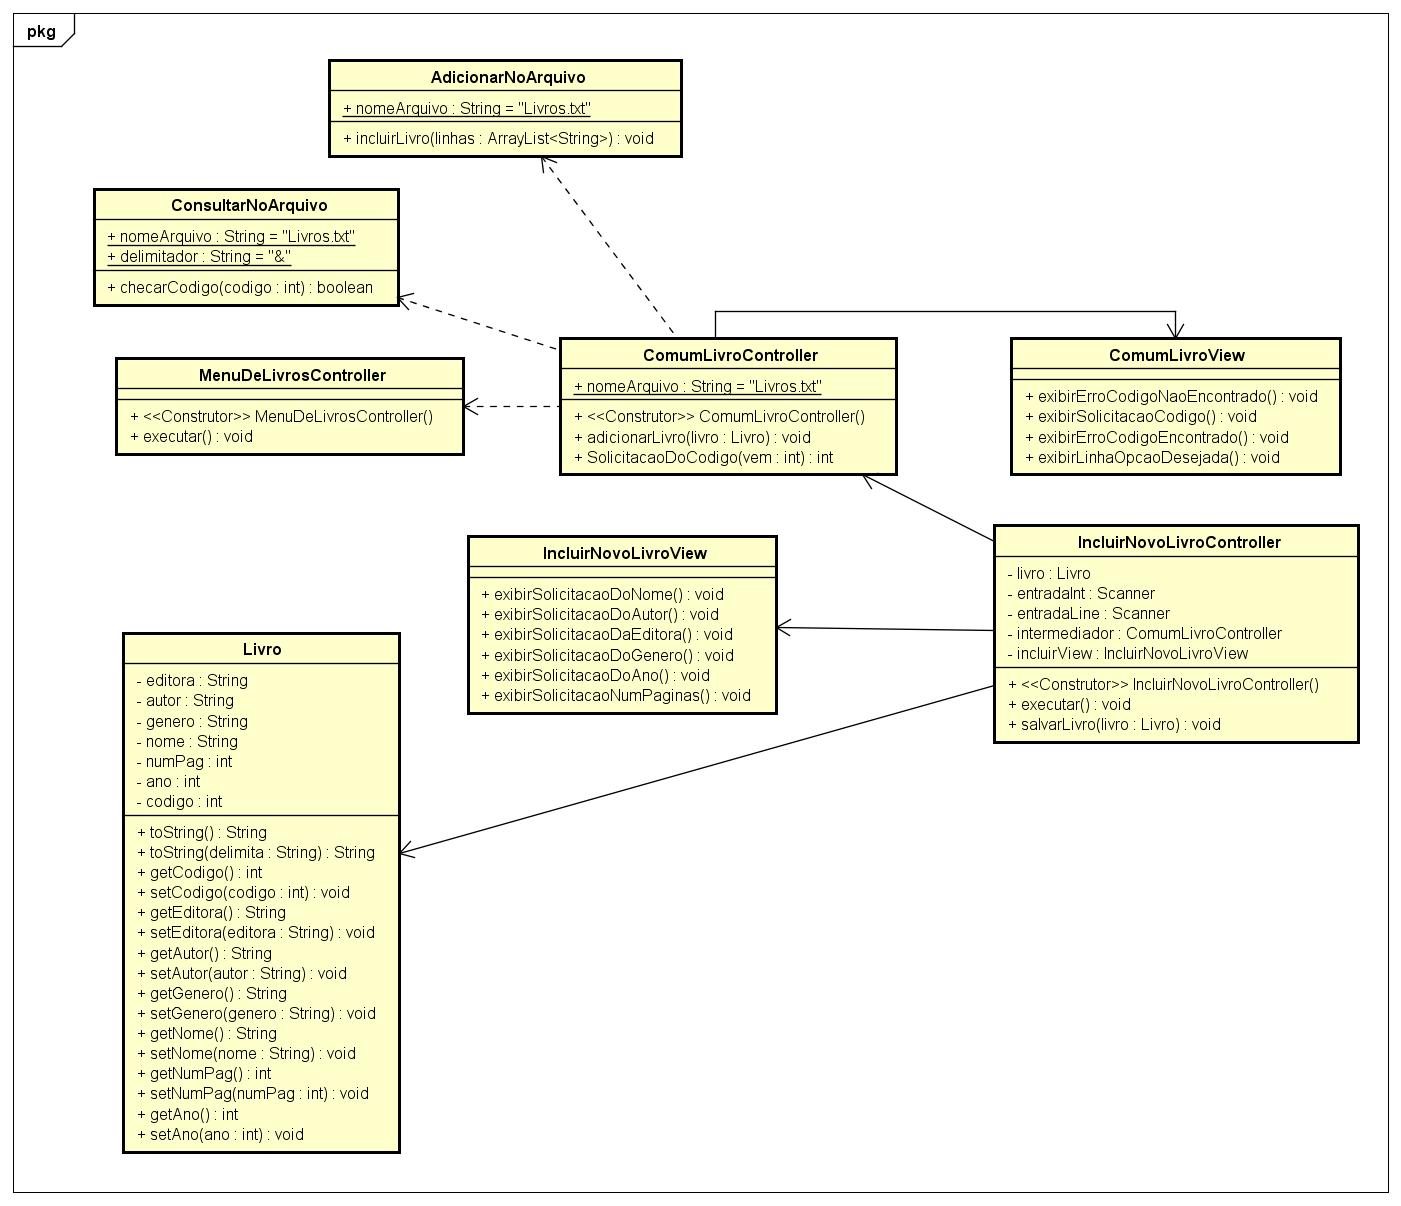 pkg
AdicionarNoArquivo
+ nomeArquivo : String = "Livros.txt"
+ incluirLivro(linhas : ArrayList<String>) : void
ConsultarNoArquivo
+ nomeArquivo : String = "Livros.txt"
+ delimitador : String = "&"
+ checarCodigo(codigo : int) : boolean
MenuDeLivrosController
+ <<Construtor>> MenuDeLivrosController()
+ executar() : void
ComumLivroController
+ nomeArquivo : String = "Livros.txt"
+ <<Construtor>> ComumLivroController()
+ adicionarLivro(livro : Livro) : void
+ SolicitacaoDoCodigo(vem : int) : int
ComumLivroView
+ exibirErroCodigoNaoEncontrado() : void
+ exibirSolicitacaoCodigo() : void
+ exibirErroCodigoEncontrado() : void
+ exibirLinhaOpcaoDesejada() : void
IncluirNovoLivroView
+ exibirSolicitacaoDoNome() : void
+ exibirSolicitacaoDoAutor() : void
+ exibirSolicitacaoDaEditora() : void
+ exibirSolicitacaoDoGenero() : void
+ exibirSolicitacaoDoAno() : void
+ exibirSolicitacaoNumPaginas() : void
IncluirNovoLivroController
- livro : Livro
- entradaInt : Scanner
- entradaLine : Scanner
- intermediador : ComumLivroController
- incluirView : IncluirNovoLivroView
+ <<Construtor>> IncluirNovoLivroController()
+ executar() : void
+ salvarLivro(livro : Livro) : void
Livro
- editora : String
- autor : String
- genero : String
- nome : String
- numPag : int
- ano : int
- codigo : int
+ toString() : String
+ toString(delimita : String) : String
+ getCodigo() : int
+ setCodigo(codigo : int) : void
+ getEditora() : String
+ setEditora(editora : String) : void
+ getAutor() : String
+ setAutor(autor : String) : void
+ getGenero() : String
+ setGenero(genero : String) : void
+ getNome() : String
+ setNome(nome : String) : void
+ getNumPag() : int
+ setNumPag(numPag : int) : void
+ getAno() : int
+ setAno(ano : int) : void